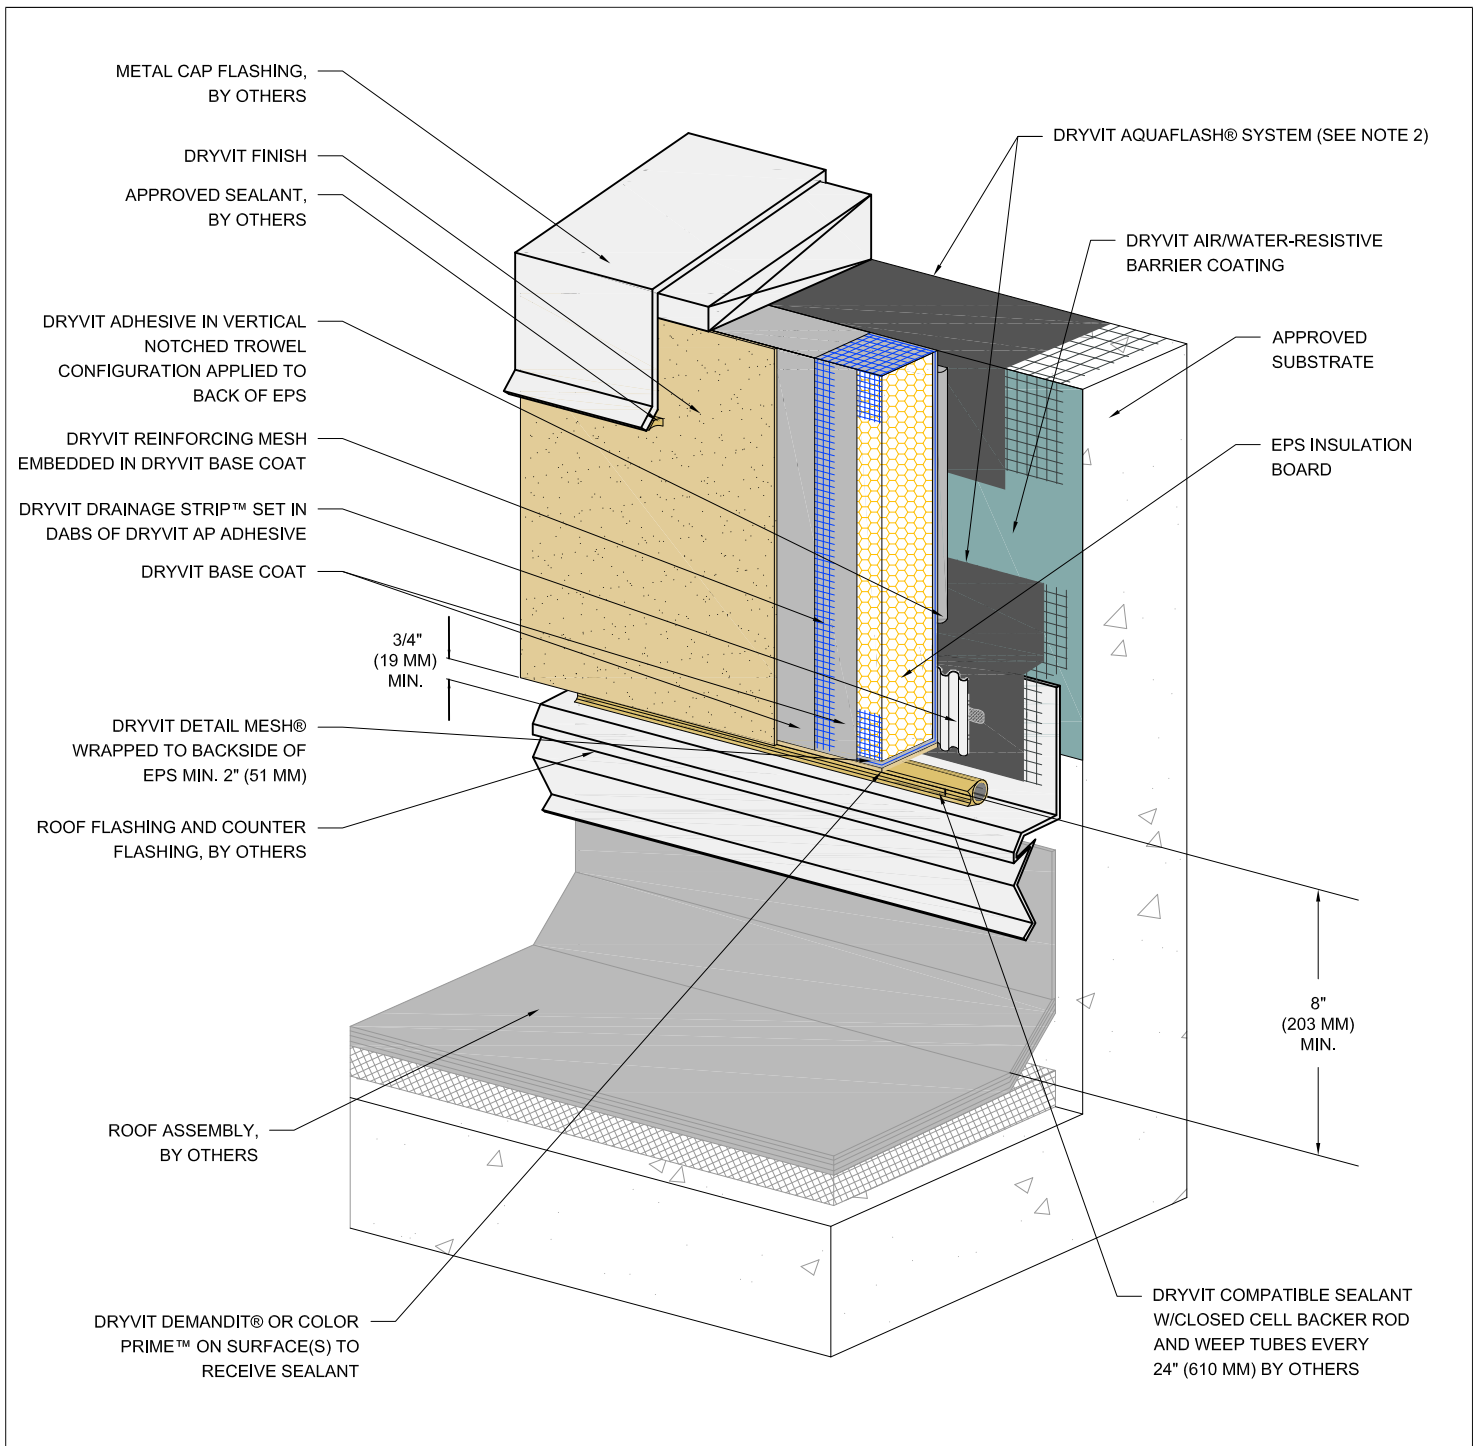 METAL CAP FLASHING,
BY OTHERS
DRYVIT FINISH
APPROVED SEALANT,
BY OTHERS
DRYVIT ADHESIVE IN VERTICAL
NOTCHED TROWEL
CONFIGURATION APPLIED TO
BACK OF EPS
DRYVIT REINFORCING MESH
EMBEDDED IN DRYVIT BASE COAT
DRYVIT DRAINAGE STRIP™ SET IN
DABS OF DRYVIT AP ADHESIVE
DRYVIT BASE COAT
3/4"
(19 MM)
MIN.
DRYVIT DETAIL MESH®
WRAPPED TO BACKSIDE OF
EPS MIN. 2" (51 MM)
ROOF FLASHING AND COUNTER
FLASHING, BY OTHERS
ROOF ASSEMBLY,
BY OTHERS
DRYVIT DEMANDIT® OR COLOR
PRIME™ ON SURFACE(S) TO
RECEIVE SEALANT
DRYVIT AQUAFLASH® SYSTEM (SEE NOTE 2)
DRYVIT AIR/WATER-RESISTIVE
BARRIER COATING
APPROVED
SUBSTRATE
EPS INSULATION
BOARD
8"
(203 MM)
MIN.
DRYVIT COMPATIBLE SEALANT
W/CLOSED CELL BACKER ROD
AND WEEP TUBES EVERY
24" (610 MM) BY OTHERS